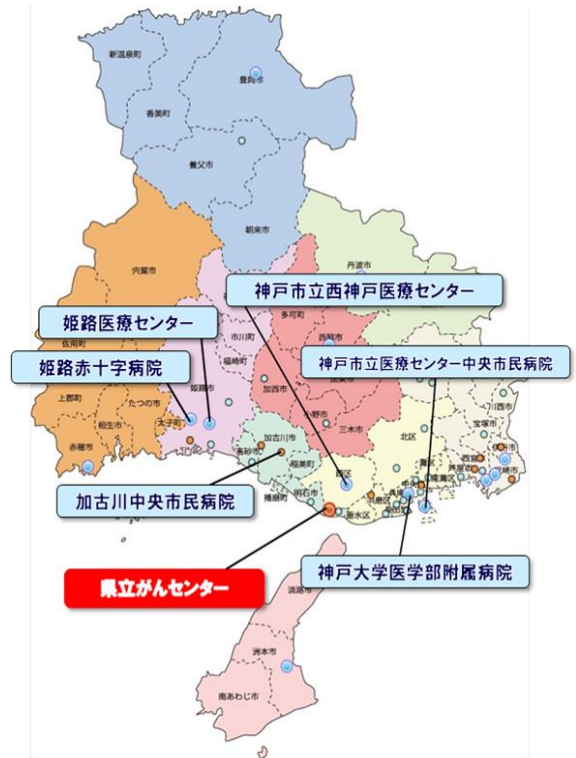 新温泉町
豊岡市
香美町
養父市
朝来市
宍粟市
丹波市
神戸市立西神戸医療センター
多可町
姫路医療センター
市川町
西脇市
神戸市立医療センター中央市民病院
佐用町
福崎町
姫路赤十字病院
加西市
姫路市
上郡町
たつの市
川西市
小野市
宝塚市
相生市
太子町
三木市
北区
加古川市
赤穂市
高砂市
西区
灘区
稲美町
東灘区
加古川中央市民病院
播磨町
明石市
垂水区
県立がんセンター
神戸大学医学部附属病院
淡路市
洲本市
南あわじ市